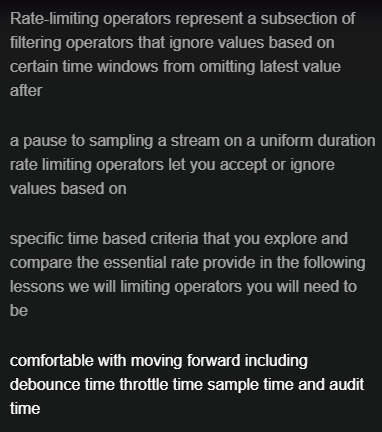 Rate-limiting operators represent a subsection of
filtering operators that ignore values based on
certain time windows from omitting latest value
after
a pause to sampling a stream on a uniform duration
rate limiting operators let you accept or ignore
values based on
specific time based criteria that you explore and
compare the essential rate provide in the following
lessons we will limiting operators you will need to
be
comfortable with moving forward including
debounce time throttle time sample time and audit
time